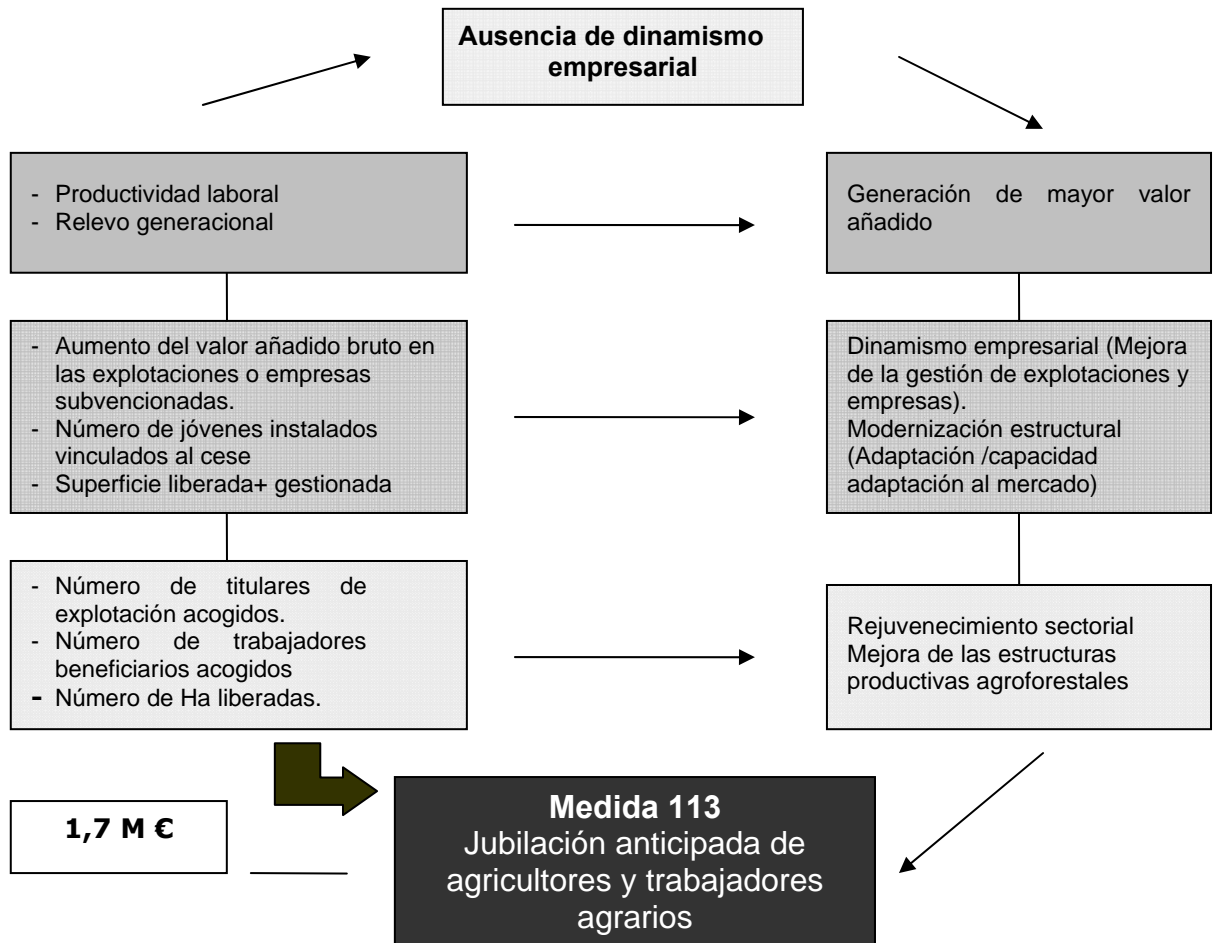 Ausencia de dinamismo
empresarial
- Productividad laboral
- Relevo generacional
Generación de mayor valor
añadido
- Aumento del valor añadido bruto en
las explotaciones o empresas
subvencionadas.
- Número de jóvenes instalados
vinculados al cese
- Superficie liberada+ gestionada
Dinamismo empresarial (Mejora
de la gestión de explotaciones y
empresas).
Modernización estructural
(Adaptación /capacidad
adaptación al mercado)
- Número de titulares de
explotación acogidos.
- Número de trabajadores
beneficiarios acogidos
- Número de Ha liberadas.
Rejuvenecimiento sectorial
Mejora de las estructuras
productivas agroforestales
1,7 M €
Medida 113
Jubilación anticipada de
agricultores y trabajadores
agrarios